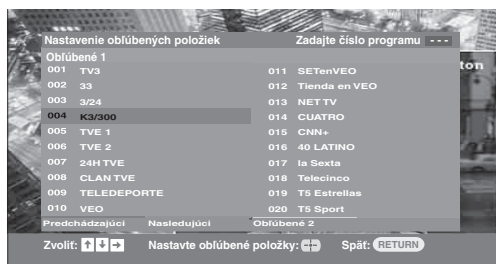 Nastavenie obľúbených položiek Zadajte číslo programu - - -
Obľúbené 1
ton
001 TV3 011 SETenVEO
002 33 012 Tienda en VEO
003 3/24 013 NET TV
004 K3/300 014 CUATRO
005 TVE 1 015 CNN+
006 TVE 2 016 40 LATINO
007 24H TVE 017 la Sexta
008 CLAN TVE 018 Telecinco
009 TELEDEPORTE 019 T5 Estrellas
010 VEO 020 T5 Sport
Predchádzajúci Nasledujúci Obľúbené 2
Zvoliť: Nastavte obľúbené položky: Späť: RETURN